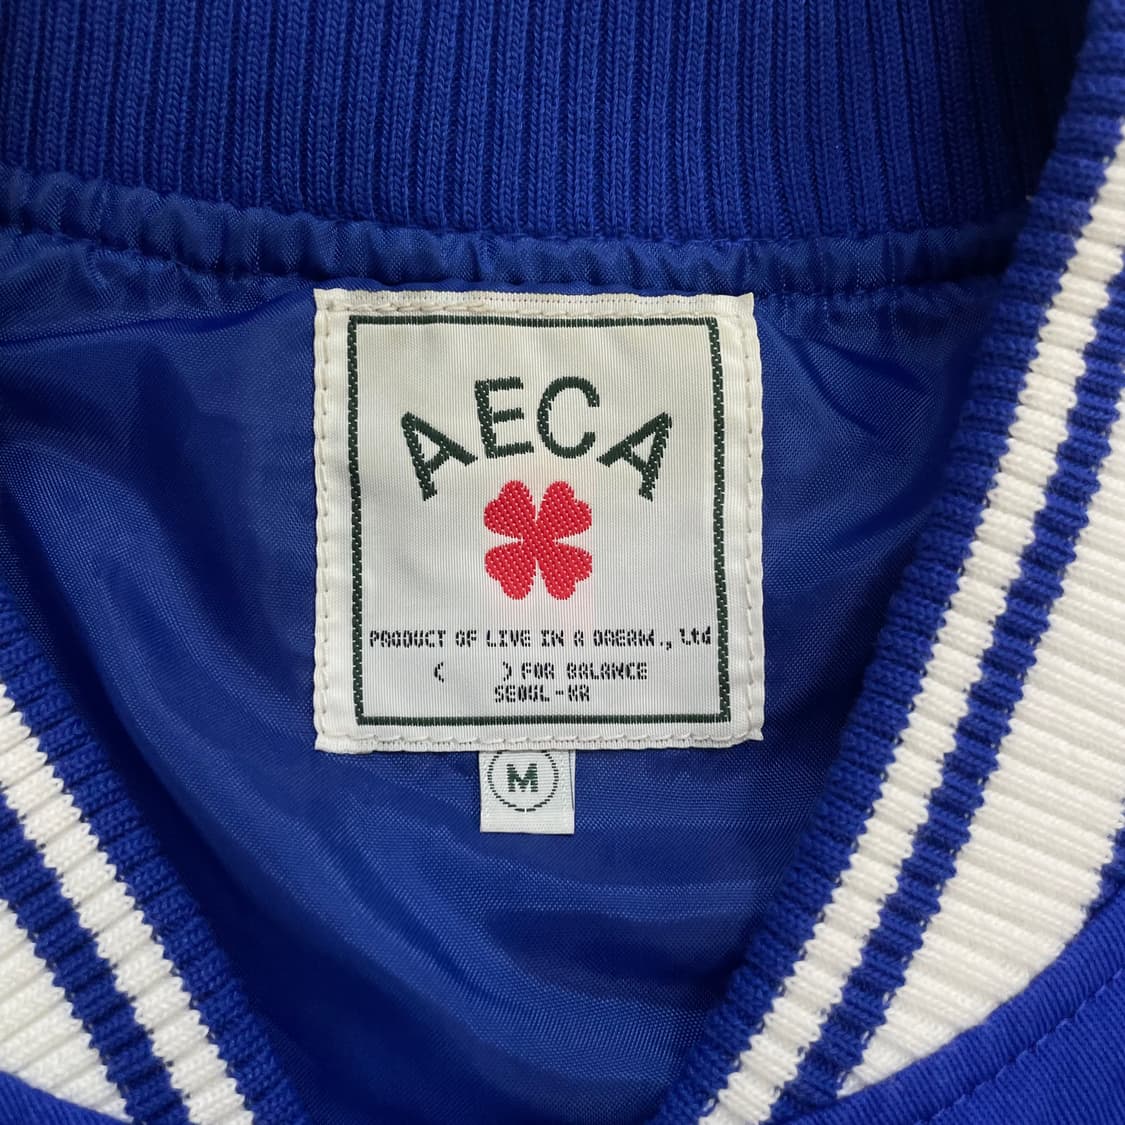 AECA
PRODUCT OF LIVE IN A DREAM., Ltd
(     ) FOR BALANCE
SEOUL-KR
M